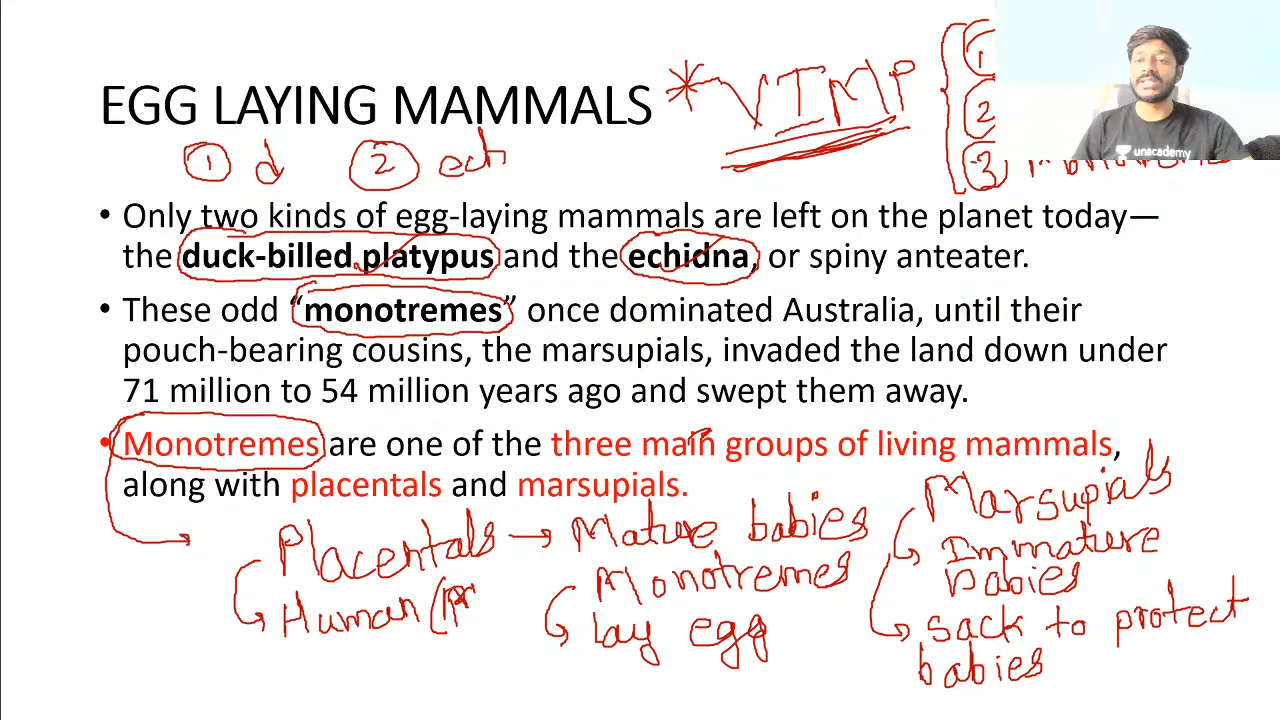 EGG LAYING MAMMALS
* VIMP
1
2
3
1 d 2 ech
unacademy
• Only two kinds of egg-laying mammals are left on the planet today—
the duck-billed platypus and the echidna, or spiny anteater.
• These odd “monotremes” once dominated Australia, until their
pouch-bearing cousins, the marsupials, invaded the land down under
71 million to 54 million years ago and swept them away.
• Monotremes are one of the three main groups of living mammals,
along with placentals and marsupials.
Placentals → Mature babies
Human
Monotremes
lay egg
Marsupials
Immature
Babies
sack to protect
babies